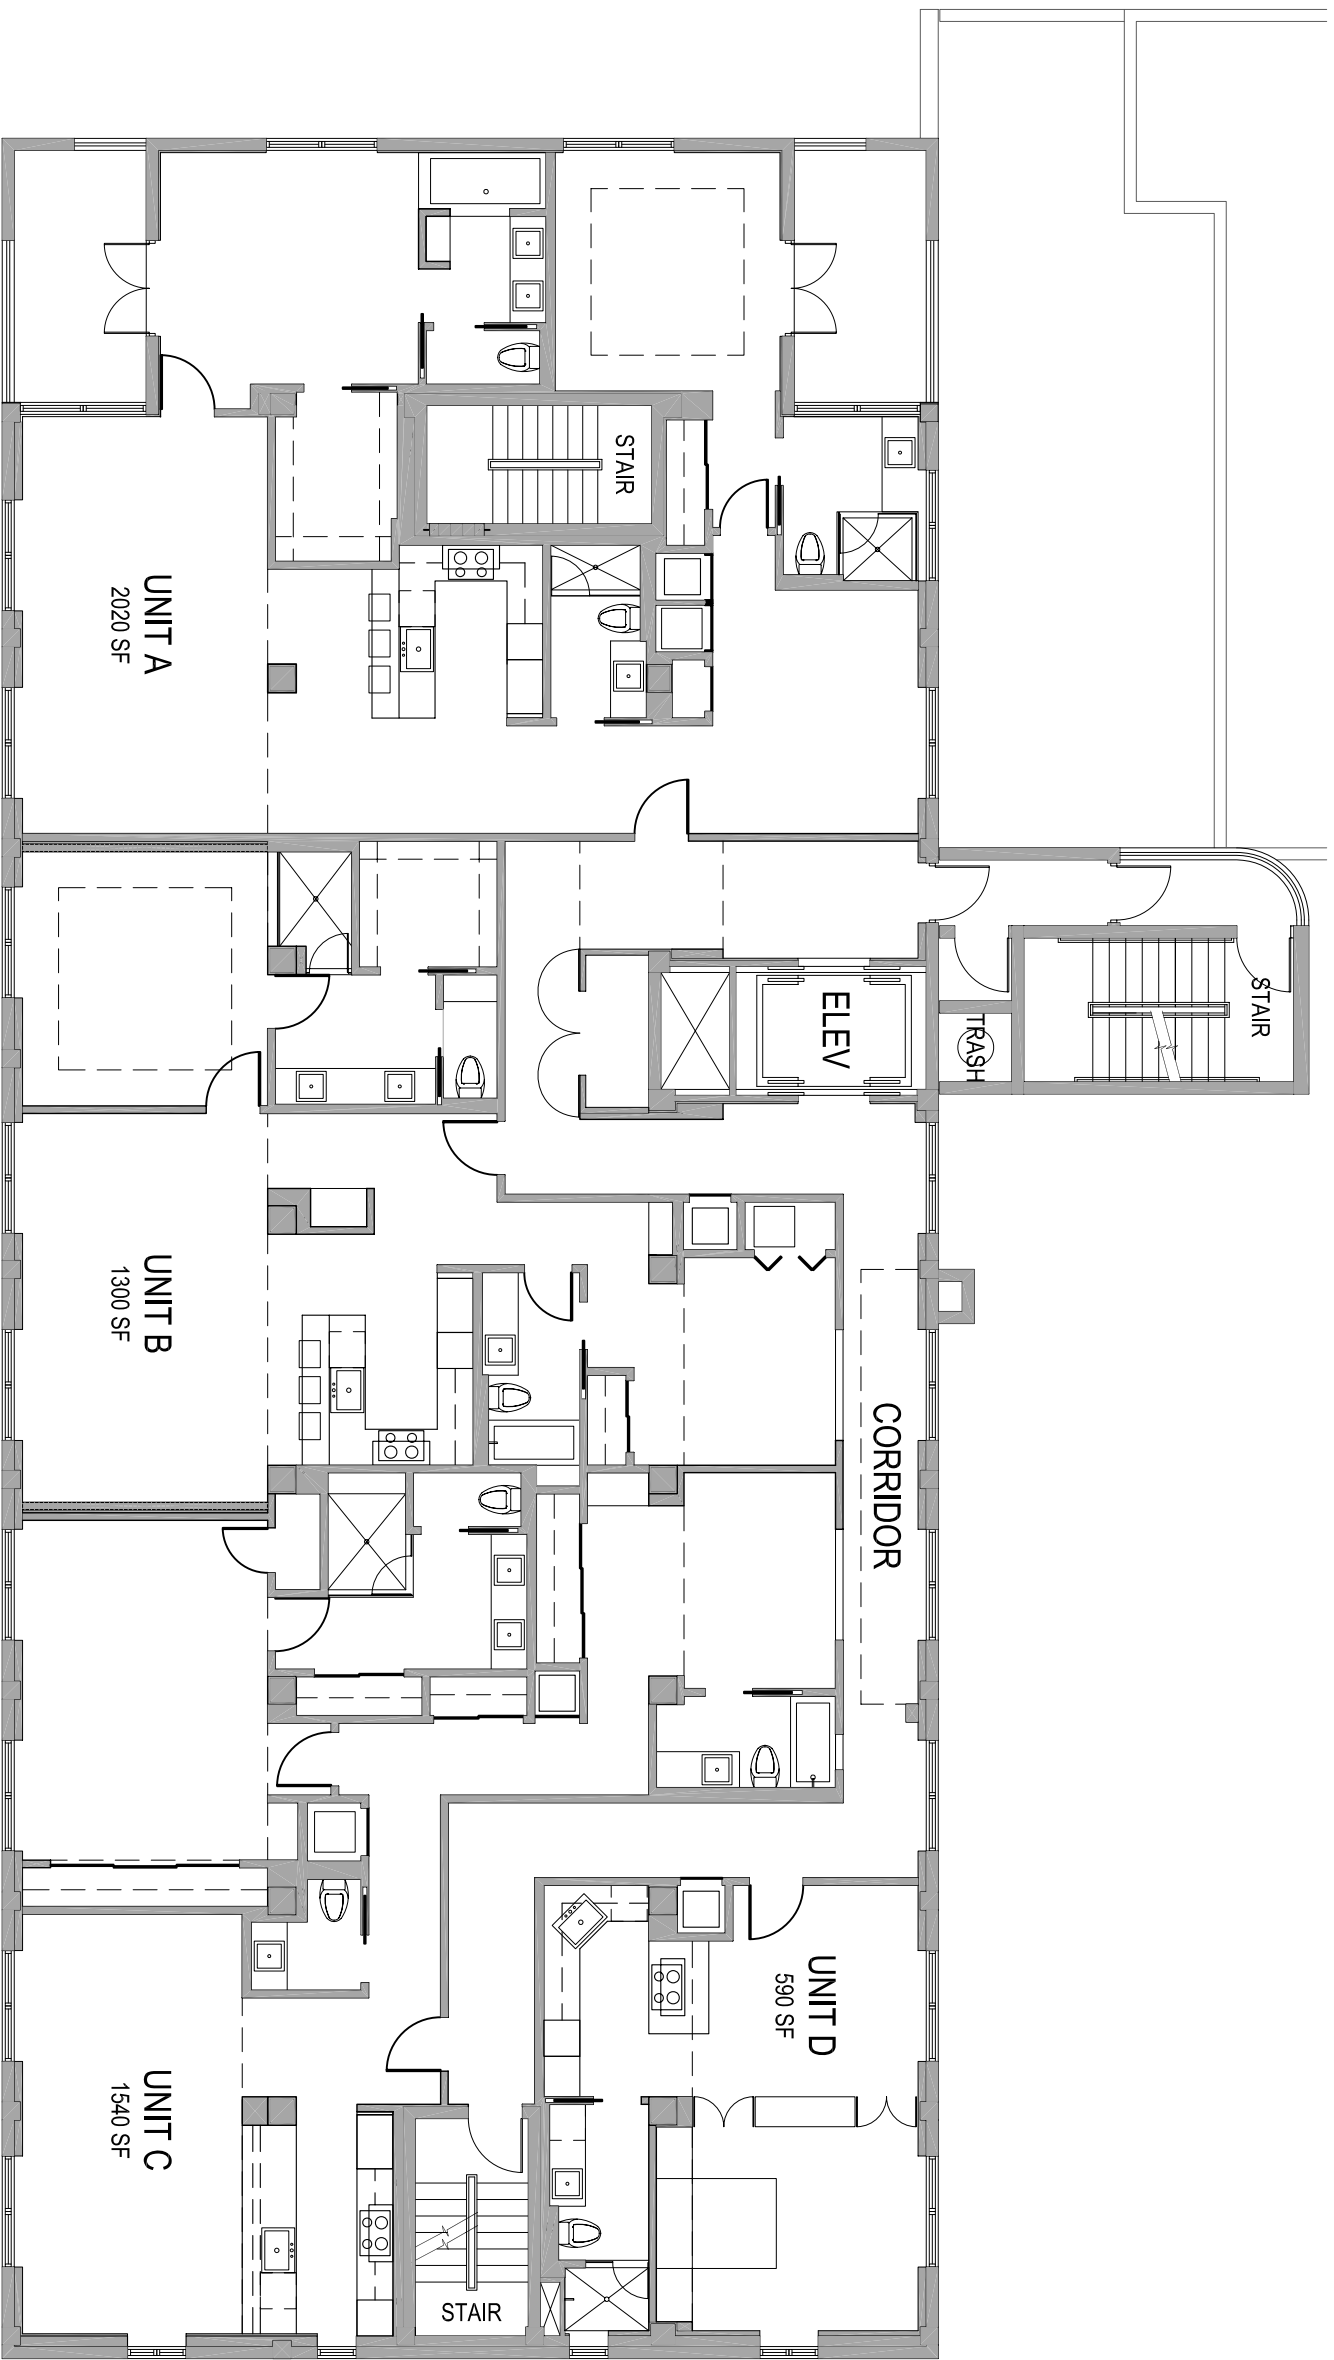 STAIR
UNIT A
2020 SF
ELEV
STAIR
TRASH
UNIT B
1300 SF
CORRIDOR
UNIT D
590 SF
UNIT C
1540 SF
STAIR